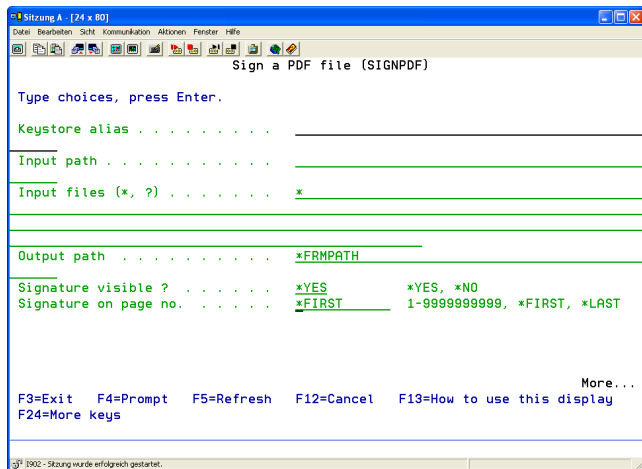 Sitzung A - [24 x 80]
Datei Bearbeiten Sicht Kommunikation Aktionen Fenster Hilfe
Sign a PDF file (SIGNPDF)
Type choices, press Enter.
Keystore alias . . . . . . . . .
Input path . . . . . . . . . . .
Input files (*, ?) . . . . . . . *
Output path . . . . . . . . . . *FRMPATH
Signature visible ? . . . . . . *YES *YES, *NO
Signature on page no. . . . . . *FIRST 1-9999999999, *FIRST, *LAST
More...
F3=Exit F4=Prompt F5=Refresh F12=Cancel F13=How to use this display
F24=More keys
I902 - Sitzung wurde erfolgreich gestartet.